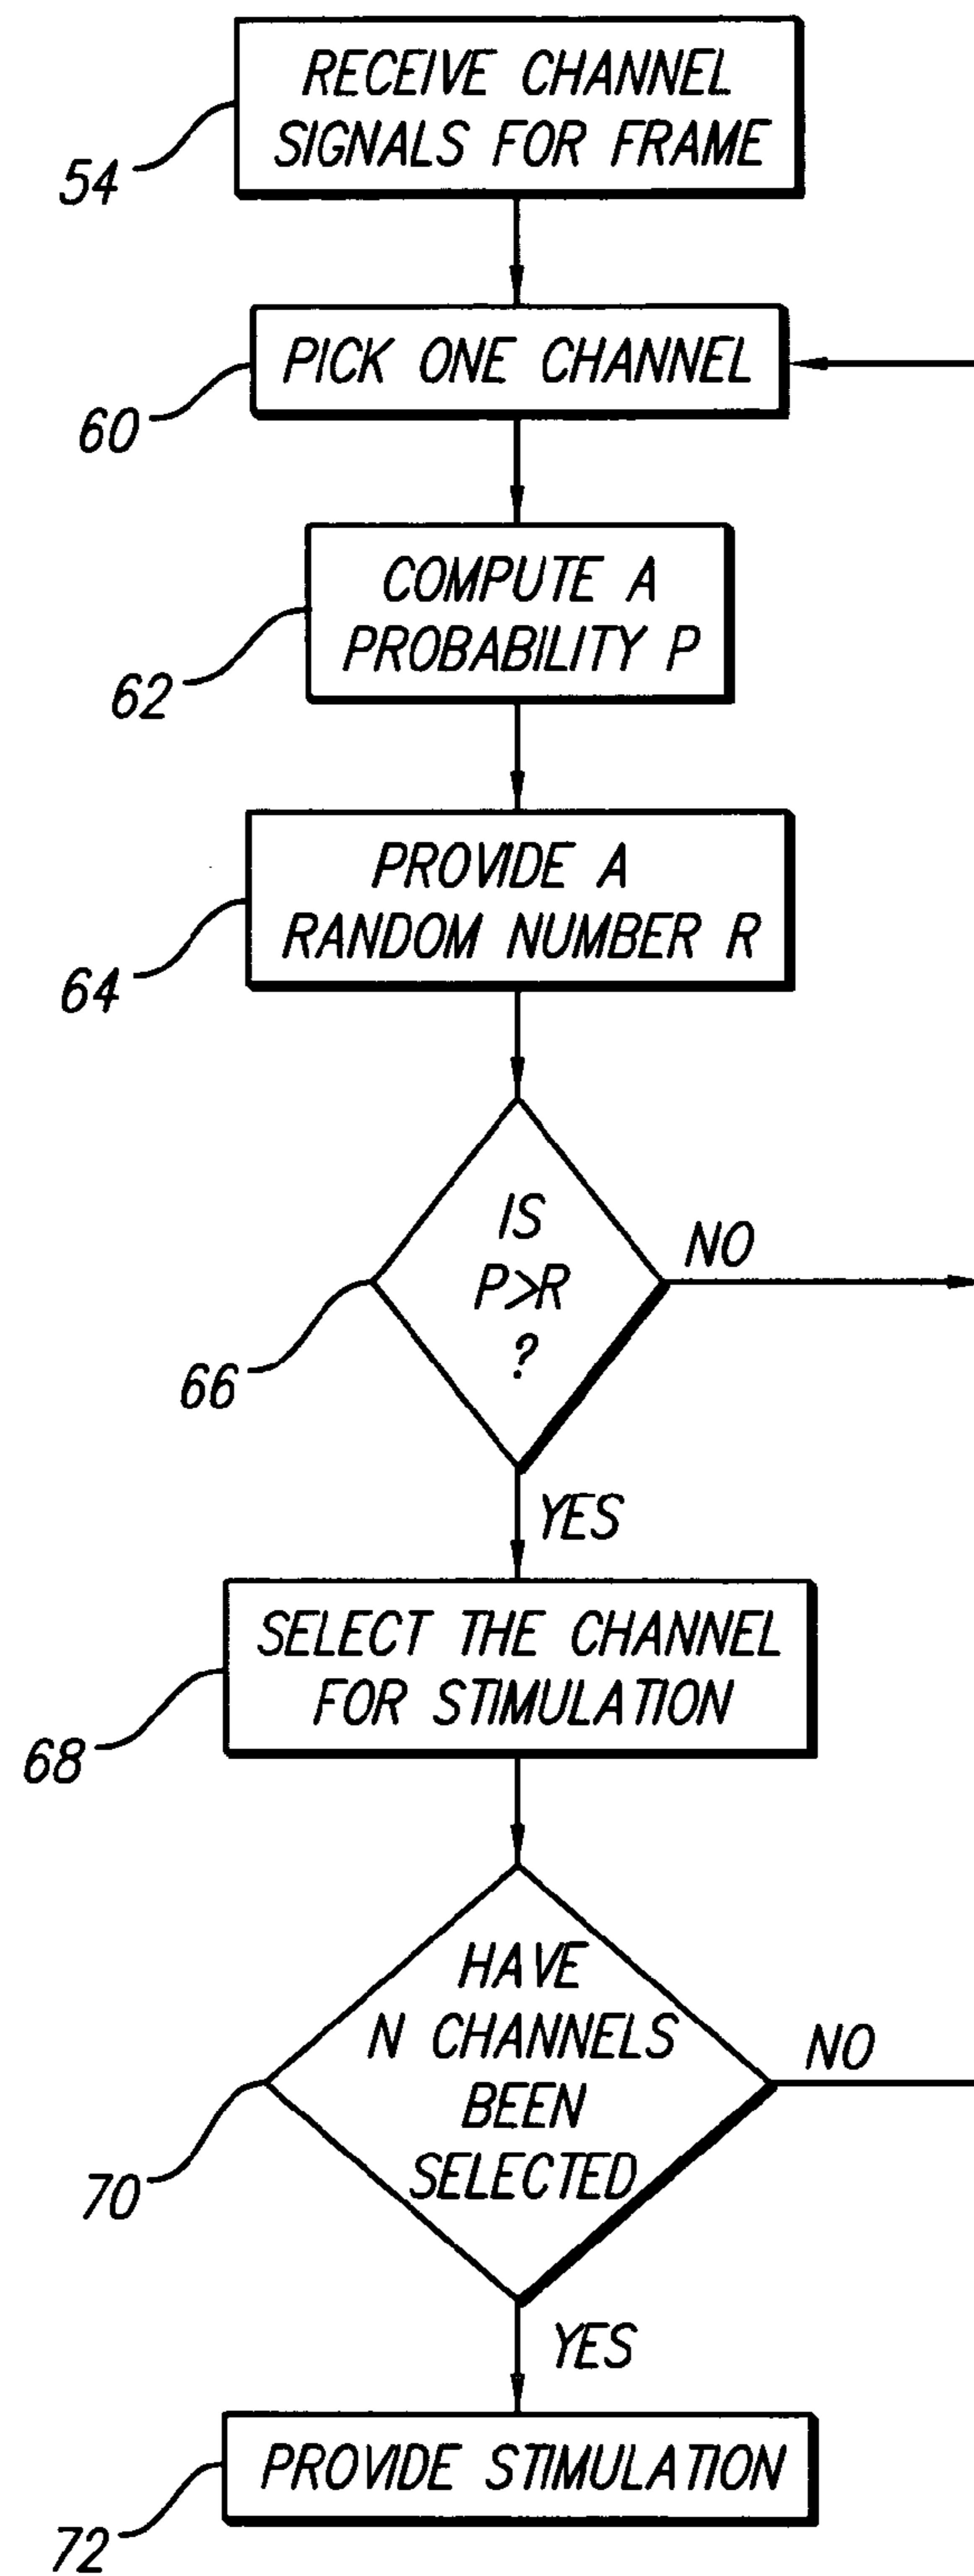 RECEIVE CHANNEL
SIGNALS FOR FRAME
54
PICK ONE CHANNEL
60
COMPUTE A
PROBABILITY P
62
PROVIDE A
RANDOM NUMBER R
64
IS
P>R
?
NO
66
YES
SELECT THE CHANNEL
FOR STIMULATION
68
HAVE
N CHANNELS
BEEN
SELECTED
NO
70
YES
PROVIDE STIMULATION
72